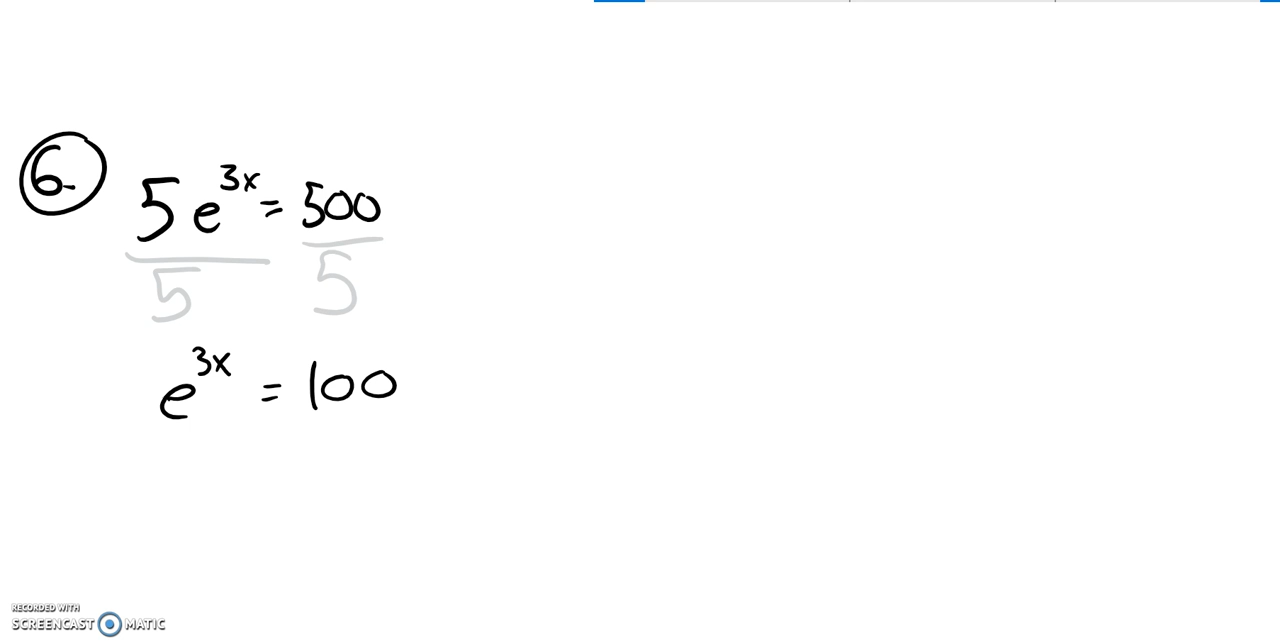 6.
5e^{3x} = 500
5 5
e^{3x} = 100
RECORDED WITH
SCREENCAST MATIC